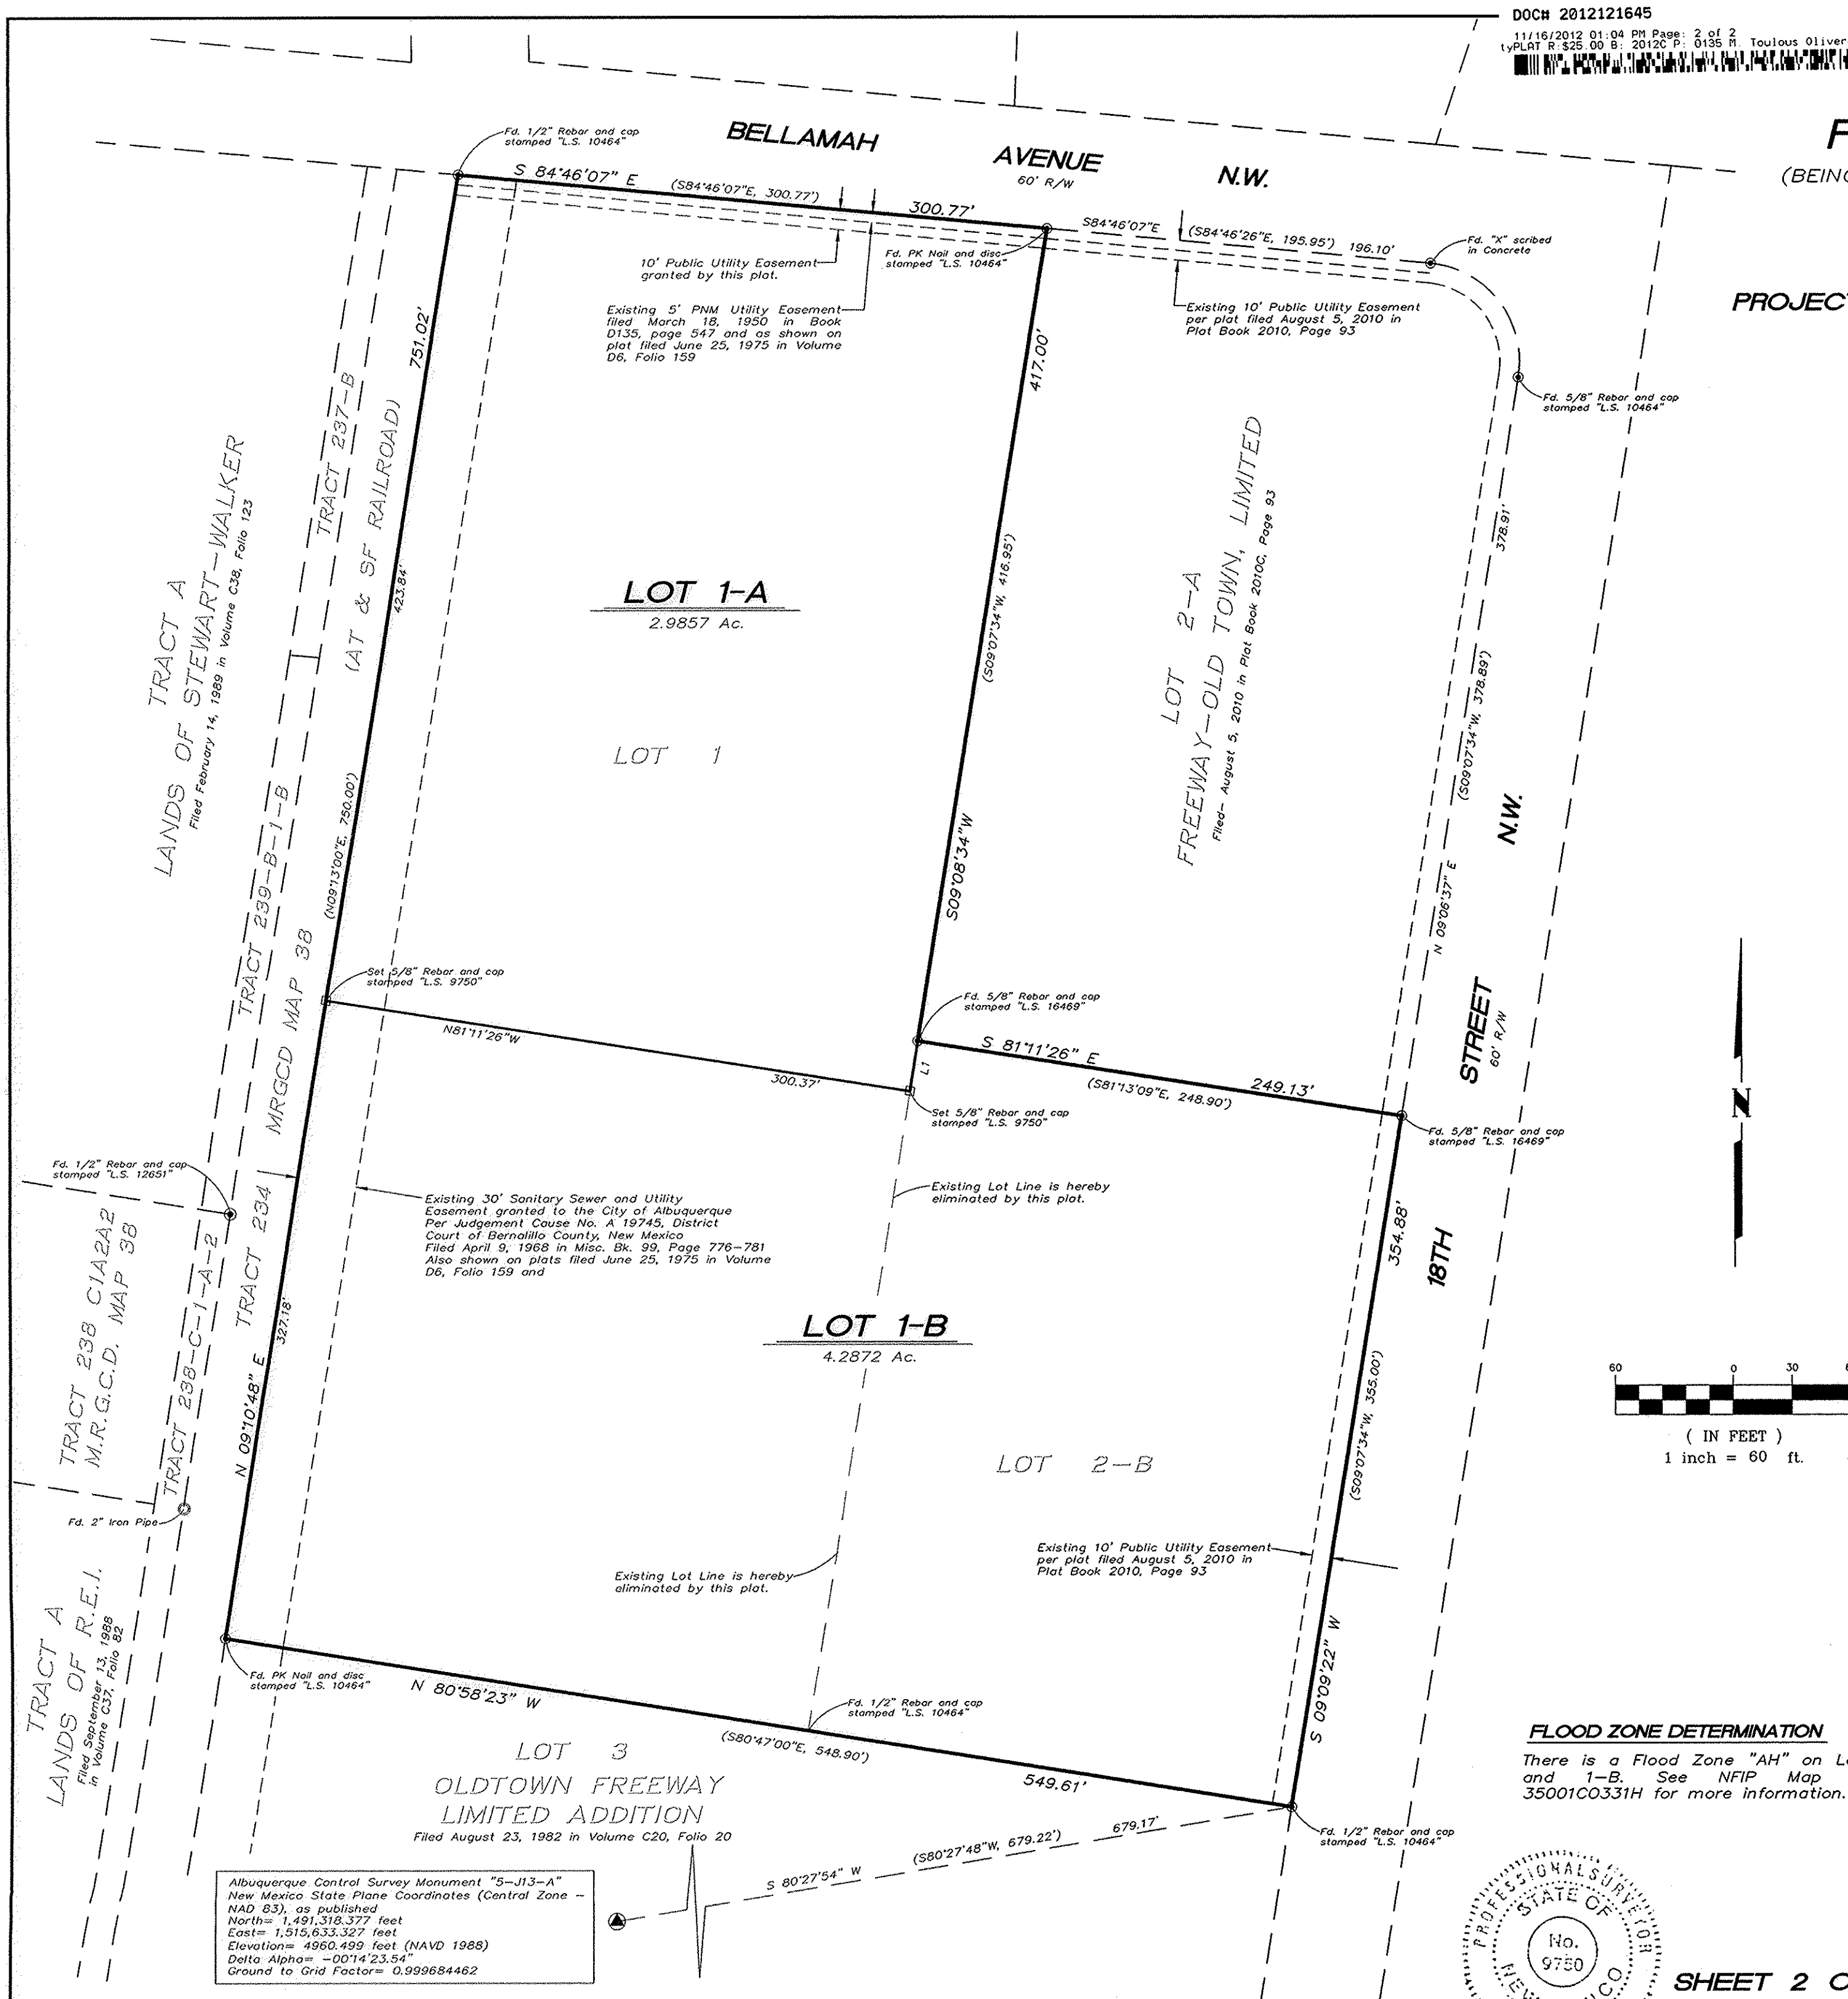 DOC# 2012121645
11/16/2012 01:04 PM Page: 2 of 2
tyPLAT R:$25.00 B: 2012C P: 0135 M. Toulous Oliver
(BEING
PROJECT
BELLAMAH AVENUE N.W.
60' R/W
Fd. 1/2" Rebar and cap
stamped "L.S. 10464"
S 84°46'07" E
(S84°46'07"E, 300.77')
300.77'
S84°46'07"E
(S84°46'26"E, 195.95')
196.10'
Fd. "X" scribed
in Concrete
10' Public Utility Easement
granted by this plat.
Fd. PK Nail and disc
stamped "L.S. 10464"
Existing 5' PNM Utility Easement
filed March 18, 1950 in Book
D135, page 547 and as shown on
plat filed June 25, 1975 in Volume
D6, Folio 159
Existing 10' Public Utility Easement
per plat filed August 5, 2010 in
Plat Book 2010, Page 93
Fd. 5/8" Rebar and cap
stamped "L.S. 10464"
751.02'
417.00'
TRACT 237-B
(AT & SF RAILROAD)
TRACT A
LANDS OF STEWART-WALKER
Filed February 14, 1989 in Volume C38, Folio 123
423.84'
LOT 1-A
2.9857 Ac.
LOT 1
(S09°07'34"W, 416.95')
S09°08'34"W
LOT 2-A
FREEWAY-OLD TOWN, LIMITED
Filed- August 5, 2010 in Plat Book 2010C, Page 93
378.91'
(S09°07'34"W, 378.89')
N 09°06'37" E
(N09°13'00"E, 750.00')
TRACT 239-B-1-B
MRGCD MAP 38
TRACT 234
18TH STREET N.W.
60' R/W
Set 5/8" Rebar and cap
stamped "L.S. 9750"
N81°11'26"W
300.37'
Fd. 5/8" Rebar and cap
stamped "L.S. 16469"
L1
S 81°11'26" E
(S81°13'09"E, 248.90')
249.13'
Set 5/8" Rebar and cap
stamped "L.S. 9750"
Fd. 5/8" Rebar and cap
stamped "L.S. 16469"
N
Fd. 1/2" Rebar and cap
stamped "L.S. 12651"
Existing Lot Line is hereby
eliminated by this plat.
Existing 30' Sanitary Sewer and Utility
Easement granted to the City of Albuquerque
Per Judgement Cause No. A 19745, District
Court of Bernalillo County, New Mexico
Filed April 9, 1968 in Misc. Bk. 99, Page 776-781
Also shown on plats filed June 25, 1975 in Volume
D6, Folio 159 and
TRACT 238 C1A2A2
M.R.G.C.D. MAP 38
TRACT 238-C-1-A-2
327.18'
N 09°10'48" E
354.88'
LOT 1-B
4.2872 Ac.
(S09°07'34"W, 355.00')
60 0 30
( IN FEET )
1 inch = 60 ft.
LOT 2-B
Fd. 2" Iron Pipe
Existing 10' Public Utility Easement
per plat filed August 5, 2010 in
Plat Book 2010, Page 93
Existing Lot Line is hereby
eliminated by this plat.
TRACT A
LANDS OF R.E.I.
Filed September 13, 1988
in Volume C37, Folio 82
Fd. PK Nail and disc
stamped "L.S. 10464"
N 80°58'23" W
(S80°47'00"E, 548.90')
549.61'
Fd. 1/2" Rebar and cap
stamped "L.S. 10464"
S 09°09'22" W
LOT 3
OLDTOWN FREEWAY
LIMITED ADDITION
Filed August 23, 1982 in Volume C20, Folio 20
S 80°27'54" W
(S80°27'48"W, 679.22')
679.17'
Fd. 1/2" Rebar and cap
stamped "L.S. 10464"
FLOOD ZONE DETERMINATION
There is a Flood Zone "AH" on
and 1-B. See NFIP Map
35001C0331H for more information.
Albuquerque Control Survey Monument "5-J13-A"
New Mexico State Plane Coordinates (Central Zone -
NAD 83), as published
North= 1,491,318.377 feet
East= 1,515,633.327 feet
Elevation= 4960.499 feet (NAVD 1988)
Delta Alpha= -00°14'23.54"
Ground to Grid Factor= 0.999684462
PROFESSIONAL SURVEYOR
STATE OF
No.
9750
SHEET 2